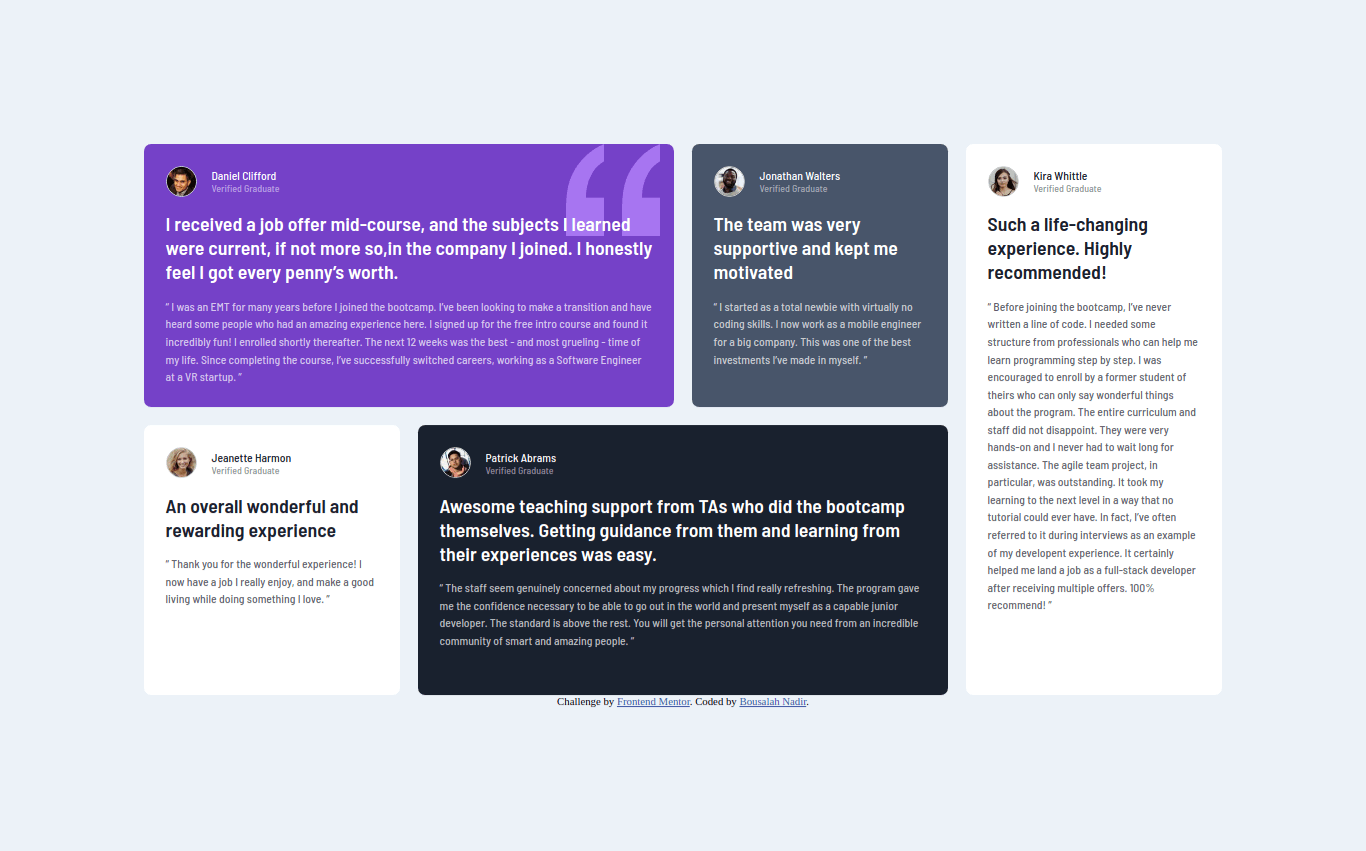 Daniel Clifford
Verified Graduate
I received a job offer mid-course, and the subjects I learned
were current, if not more so,in the company I joined. I honestly
feel I got every penny’s worth.
“ I was an EMT for many years before I joined the bootcamp. I’ve been looking to make a transition and have
heard some people who had an amazing experience here. I signed up for the free intro course and found it
incredibly fun! I enrolled shortly thereafter. The next 12 weeks was the best - and most grueling - time of
my life. Since completing the course, I’ve successfully switched careers, working as a Software Engineer
at a VR startup. ”
Jonathan Walters
Verified Graduate
The team was very
supportive and kept me
motivated
“ I started as a total newbie with virtually no
coding skills. I now work as a mobile engineer
for a big company. This was one of the best
investments I’ve made in myself. ”
Kira Whittle
Verified Graduate
Such a life-changing
experience. Highly
recommended!
“ Before joining the bootcamp, I’ve never
written a line of code. I needed some
structure from professionals who can help me
learn programming step by step. I was
encouraged to enroll by a former student of
theirs who can only say wonderful things
about the program. The entire curriculum and
staff did not disappoint. They were very
hands-on and I never had to wait long for
assistance. The agile team project, in
particular, was outstanding. It took my
learning to the next level in a way that no
tutorial could ever have. In fact, I’ve often
referred to it during interviews as an example
of my developent experience. It certainly
helped me land a job as a full-stack developer
after receiving multiple offers. 100%
recommend! ”
Jeanette Harmon
Verified Graduate
An overall wonderful and
rewarding experience
“ Thank you for the wonderful experience! I
now have a job I really enjoy, and make a good
living while doing something I love. ”
Patrick Abrams
Verified Graduate
Awesome teaching support from TAs who did the bootcamp
themselves. Getting guidance from them and learning from
their experiences was easy.
“ The staff seem genuinely concerned about my progress which I find really refreshing. The program gave
me the confidence necessary to be able to go out in the world and present myself as a capable junior
developer. The standard is above the rest. You will get the personal attention you need from an incredible
community of smart and amazing people. ”
Challenge by Frontend Mentor. Coded by Bousalah Nadir.